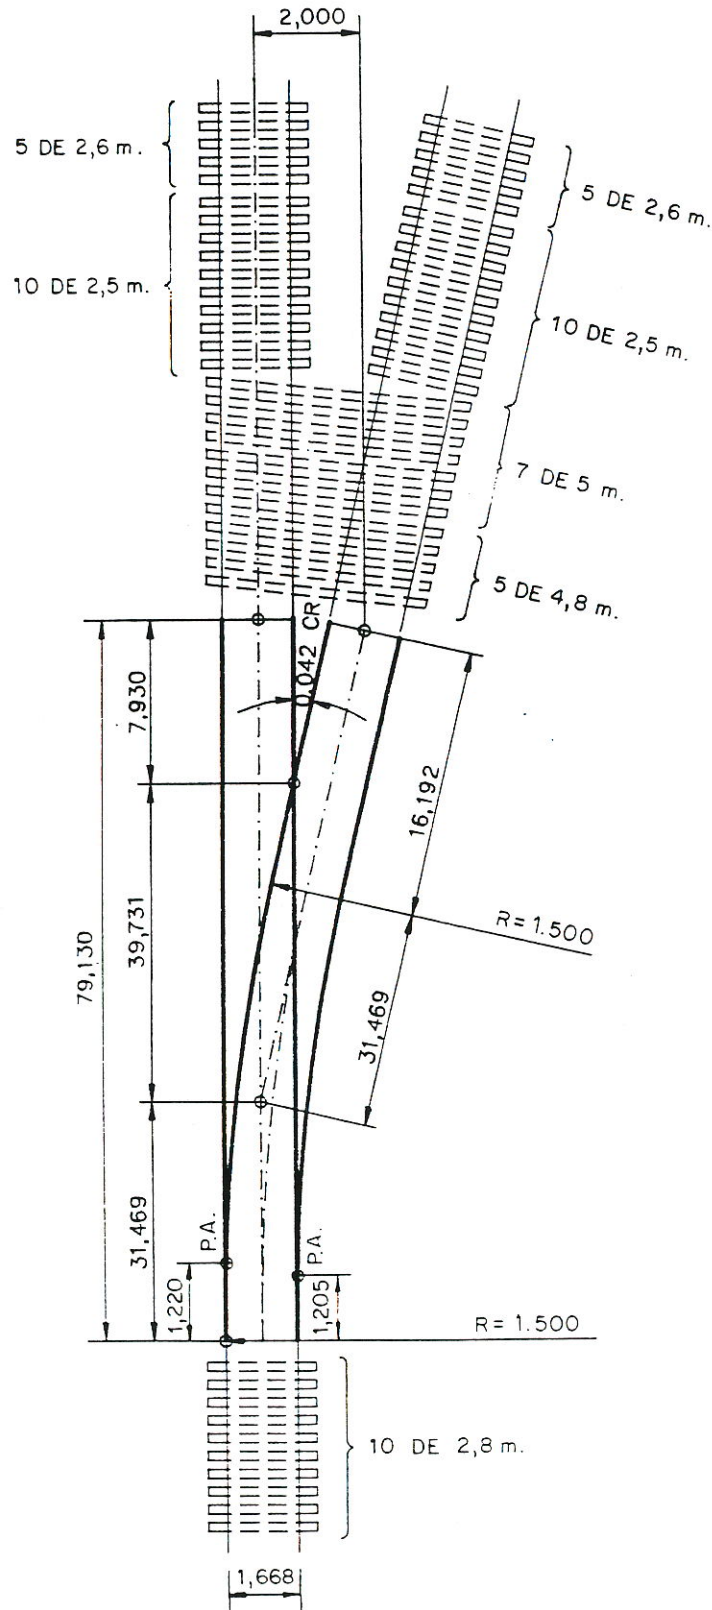 2,000
5 DE 2,6 m.
5 DE 2,6 m.
10 DE 2,5 m.
10 DE 2,5 m.
7 DE 5 m.
5 DE 4,8 m.
CR
0,042
7,930
16,192
39,731
79,130
R=1.500
31,469
31,469
P.A.
P.A.
1,220
1,205
R=1.500
10 DE 2,8 m.
1,668